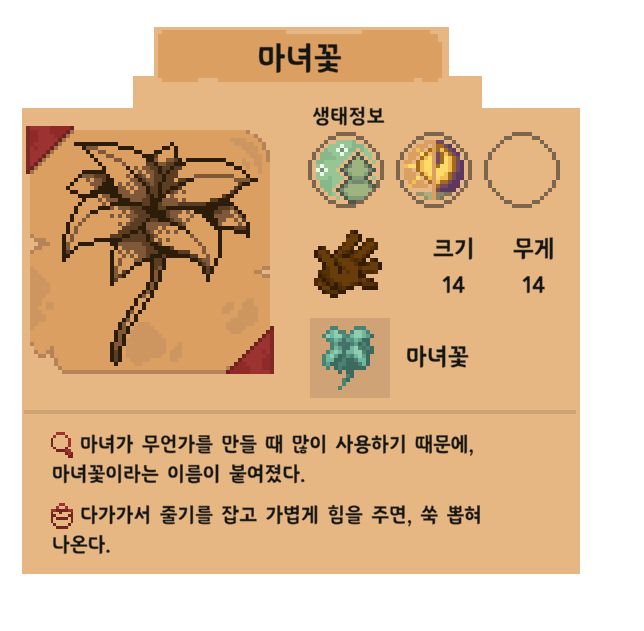 마녀꽃
생태정보
크기 무게
14 14
마녀꽃
마녀가 무언가를 만들 때 많이 사용하기 때문에,
마녀꽃이라는 이름이 붙여졌다.
다가가서 줄기를 잡고 가볍게 힘을 주면, 쑥 뽑혀
나온다.